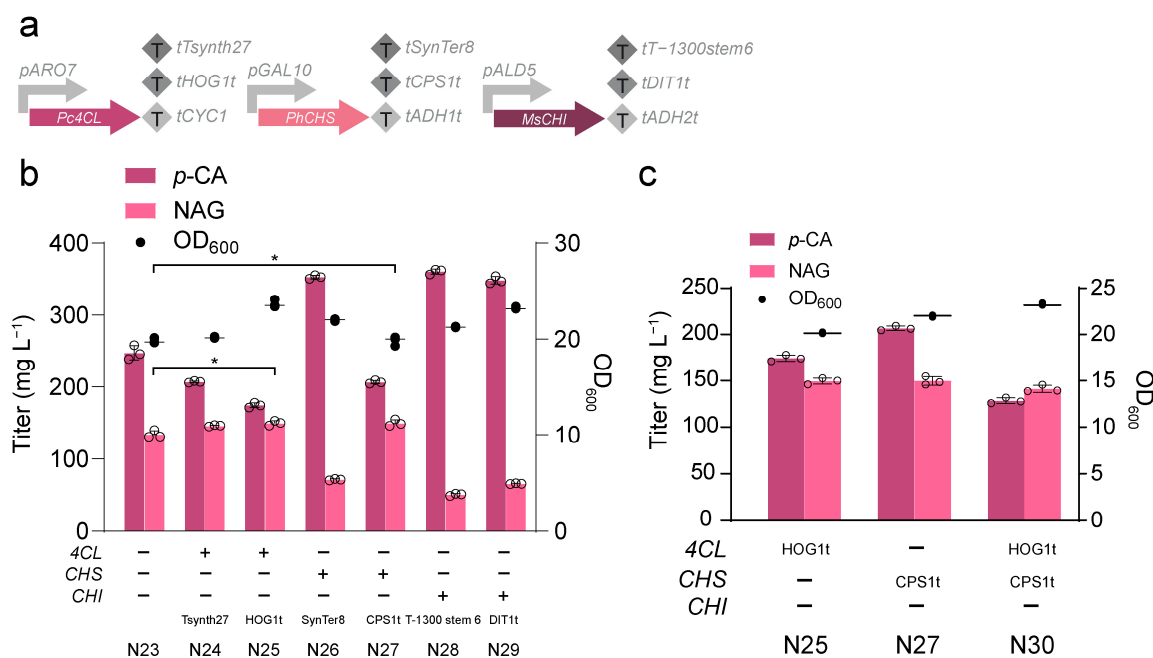 a
tTsynth27
tSynTer8
tT−1300stem6
pARO7
tHOG1t
pGAL10
tCPS1t
pALD5
tDIT1t
Pc4CL
T
T
T
tCYC1
PhCHS
T
T
T
tADH1t
MsCHI
T
T
T
tADH2t
b
p-CA
NAG
OD600
400
300
200
100
0
Titer (mg L−1)
30
20
10
0
OD600
*
*
4CL − + + − − − −
CHS − − − + + − −
CHI − − − − − + +
Tsynth27 HOG1t SynTer8 CPS1t T-1300 stem 6 DIT1t
N23 N24 N25 N26 N27 N28 N29
c
p-CA
NAG
OD600
250
200
150
100
50
0
Titer (mg L−1)
25
20
15
10
5
0
OD600
4CL HOG1t − HOG1t
CHS − CPS1t CPS1t
CHI − − −
N25 N27 N30